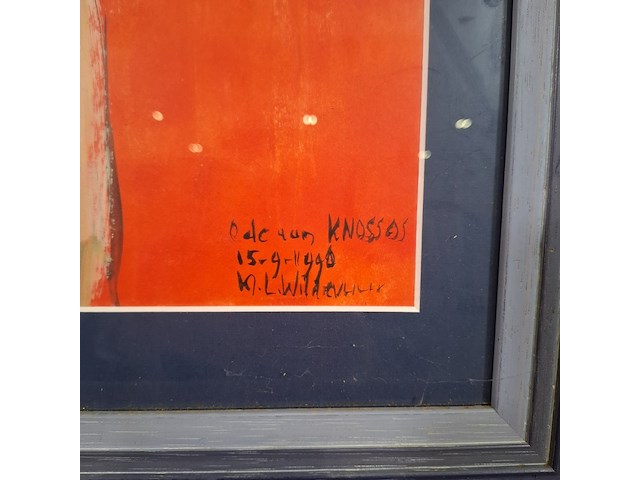 Ode aan KNOSSOS
15-9-1990
M.L.